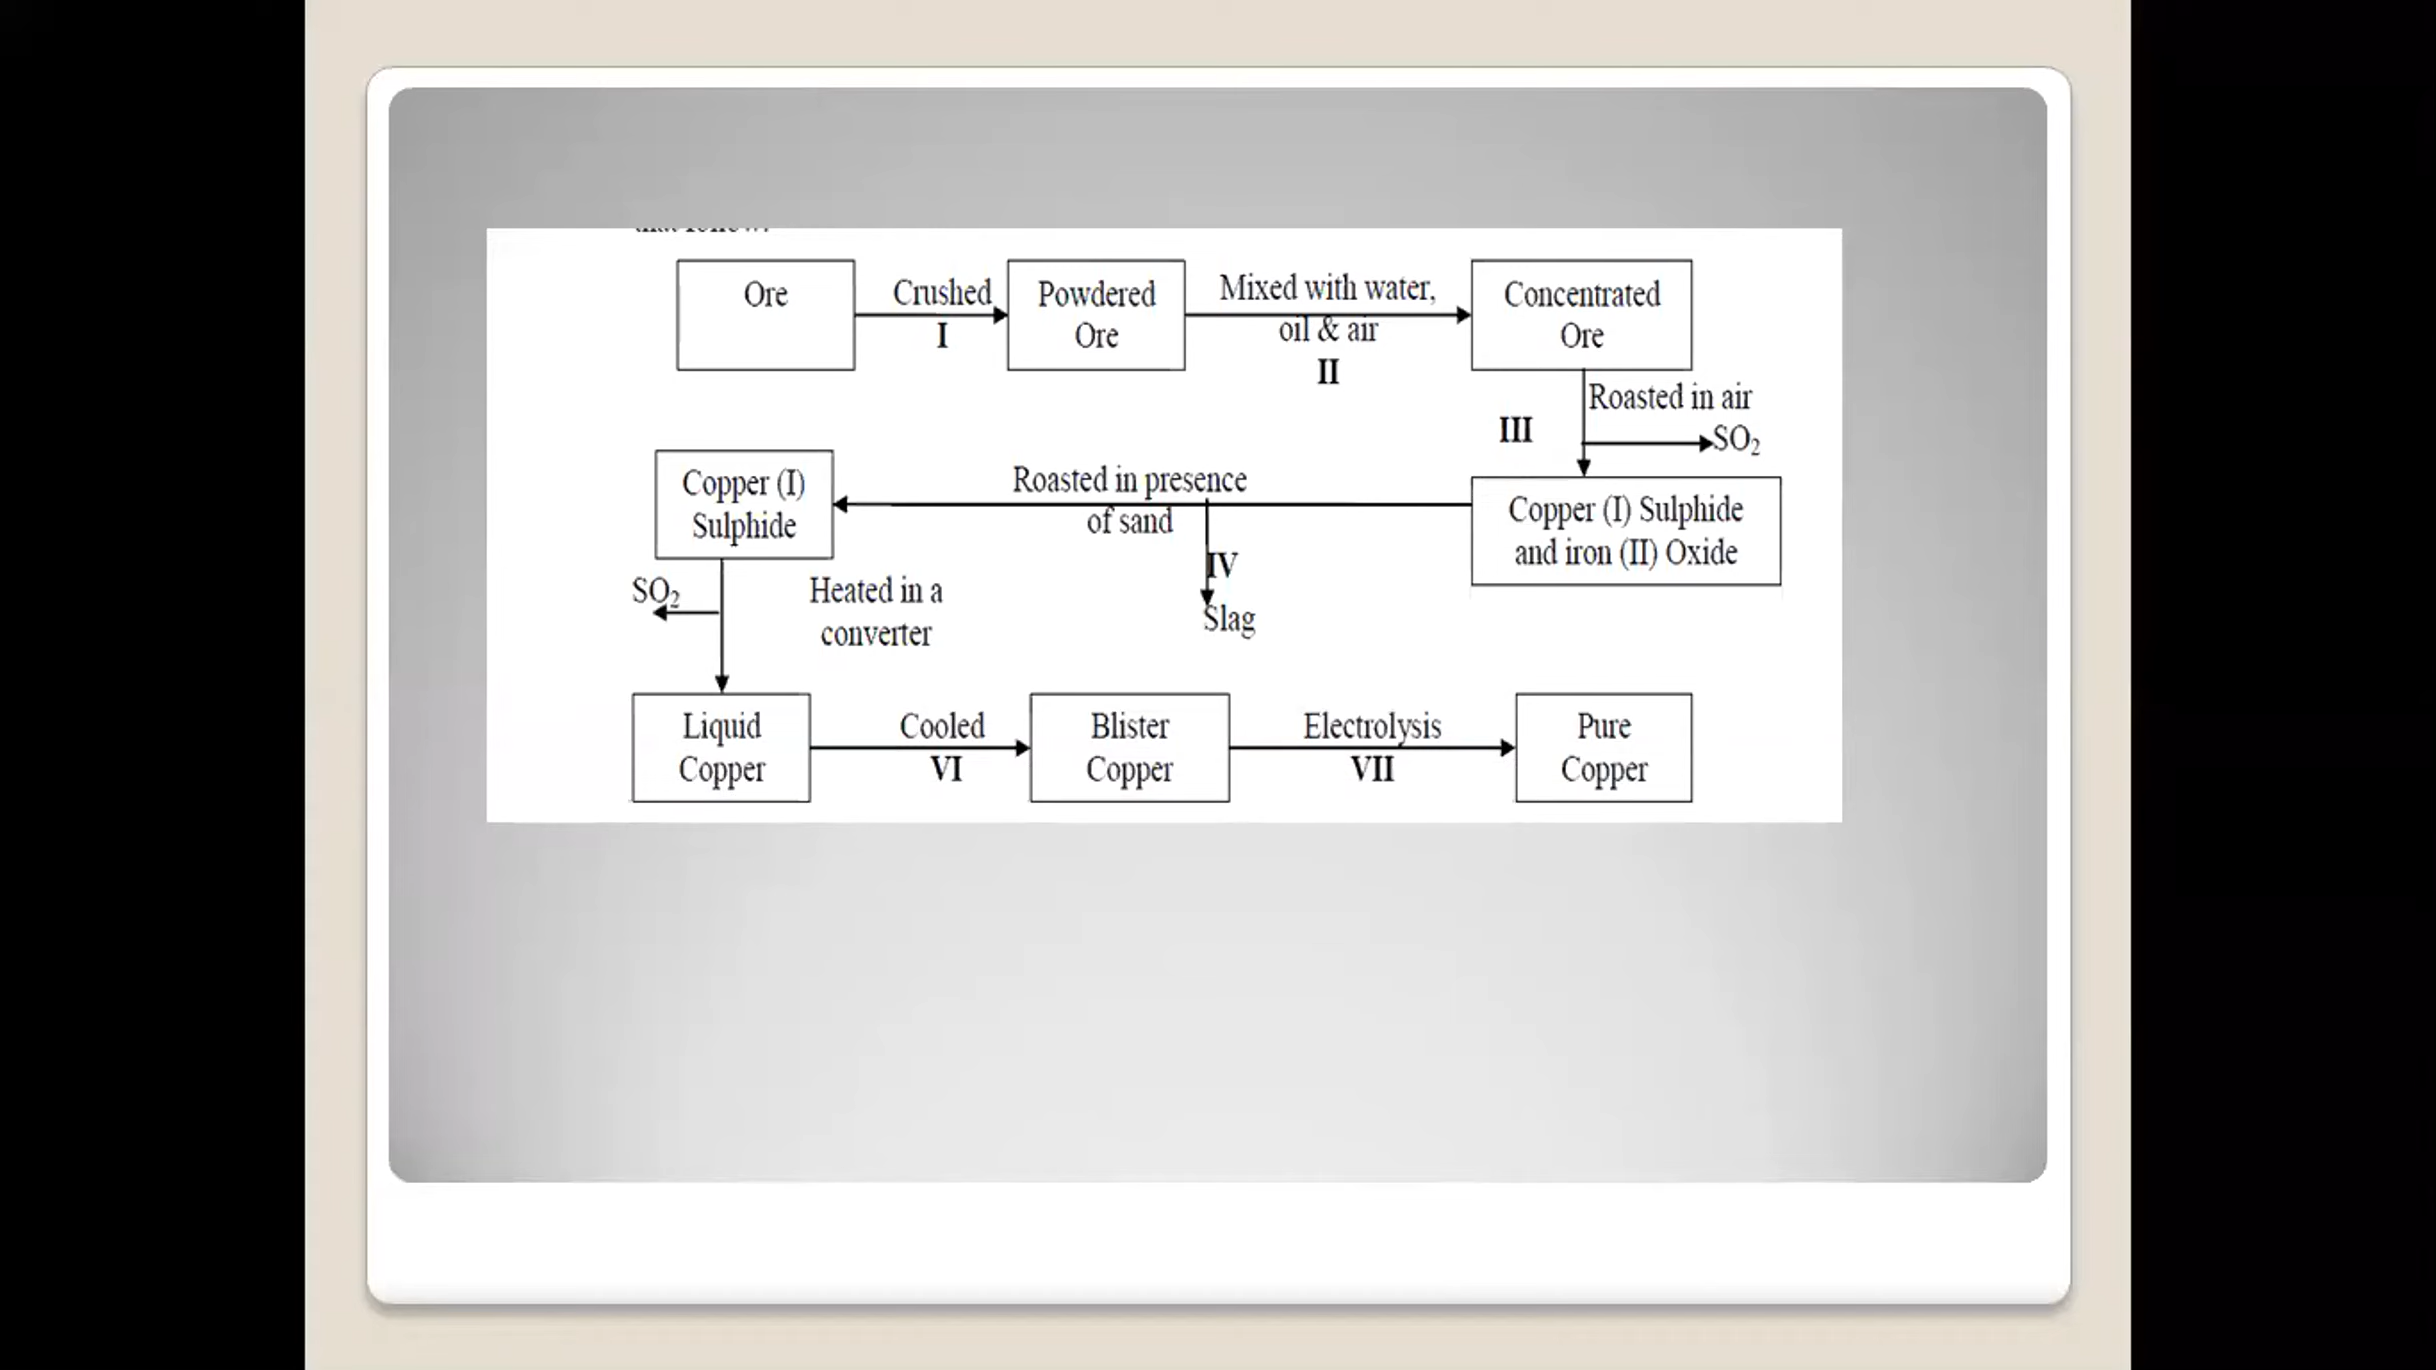 that follow.
Ore
Crushed
I
Powdered
Ore
Mixed with water,
oil & air
II
Concentrated
Ore
Roasted in air
III
SO₂
Copper (I) Sulphide
and iron (II) Oxide
Roasted in presence
of sand
IV
Slag
Copper (I)
Sulphide
SO₂
Heated in a
converter
Liquid
Copper
Cooled
VI
Blister
Copper
Electrolysis
VII
Pure
Copper